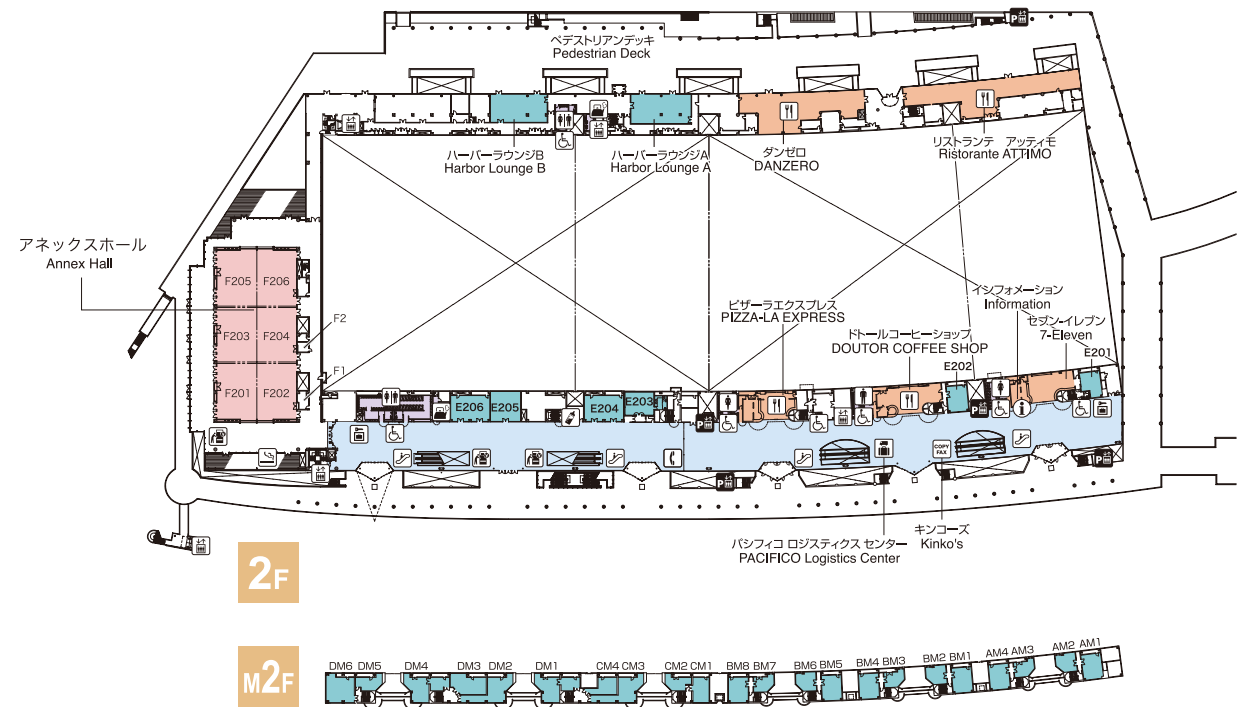 ペデストリアンデッキ
Pedestrian Deck
ハーバーラウンジB
Harbor Lounge B
ハーバーラウンジA
Harbor Lounge A
ダンゼロ
DANZERO
リストランテ アッティモ
Ristorante ATTIMO
アネックスホール
Annex Hall
F205
F206
F203
F204
F201
F202
F2
F1
ピザーラエクスプレス
PIZZA-LA EXPRESS
インフォメーション
Information
セブン-イレブン
7-Eleven
ドトールコーヒーショップ
DOUTOR COFFEE SHOP
E201
E202
E206
E205
E204
E203
P
P
P
P
COPY
FAX
パシフィコ ロジスティクス センター
PACIFICO Logistics Center
キンコーズ
Kinko's
2F
M2F
DM6 DM5 DM4 DM3 DM2 DM1 CM4 CM3 CM2 CM1 BM8 BM7 BM6 BM5 BM4 BM3 BM2 BM1 AM4 AM3 AM2 AM1